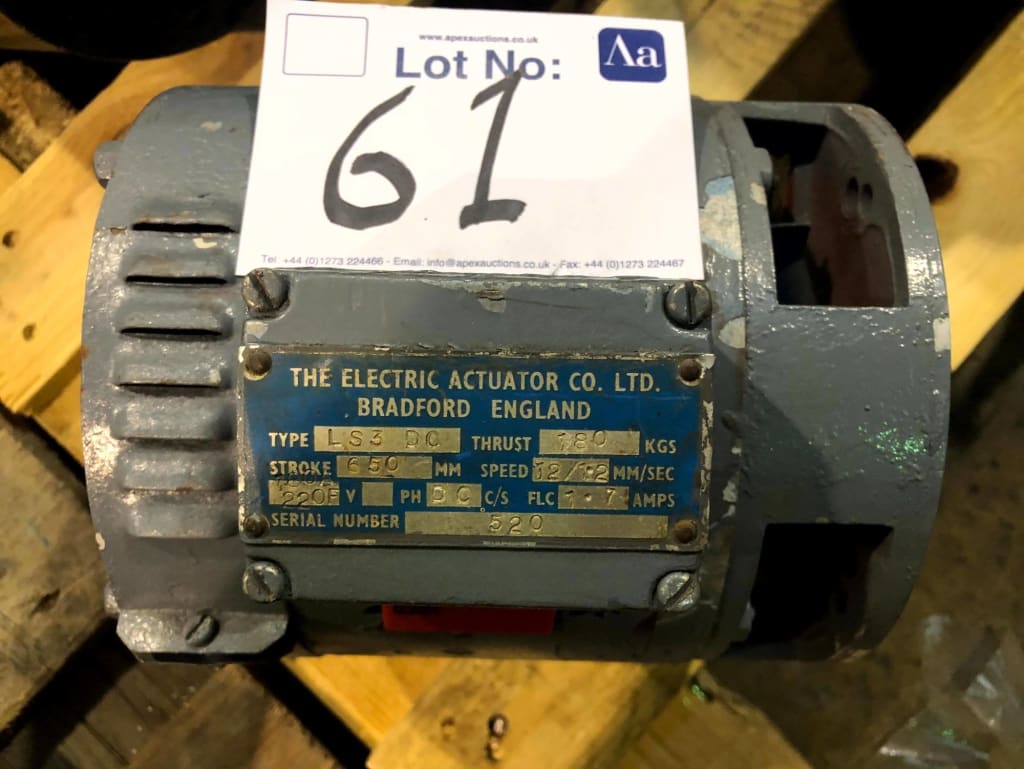 www.apexauctions.co.uk
Lot No:
Aa
61
Tel +44 (0)1273 224466 - Email: info@apexauctions.co.uk - Fax: +44 (0)1273 224467
THE ELECTRIC ACTUATOR CO. LTD.
BRADFORD ENGLAND
TYPE LS3 DC THRUST 180 KGS
STROKE 650 MM SPEED 12/12 MM/SEC
220F V PH DC C/S FLC 1.7 AMPS
SERIAL NUMBER 520